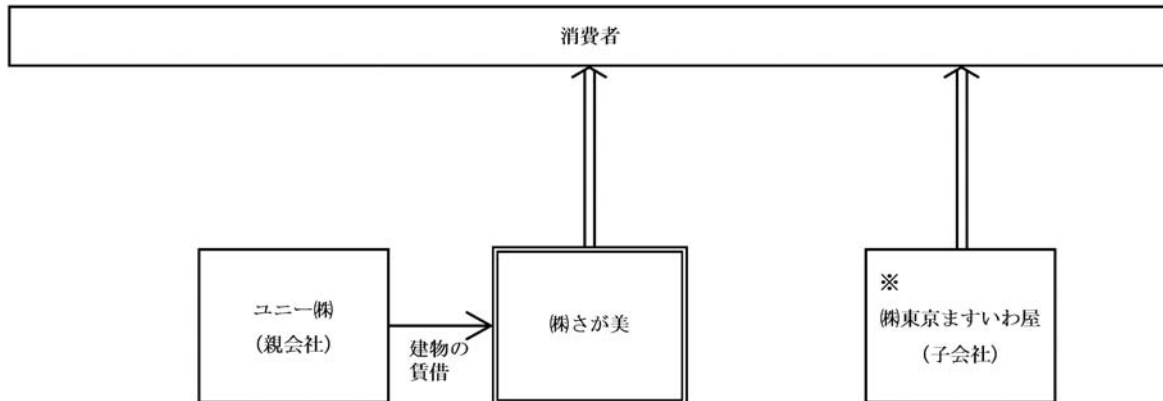 消費者
ユニー㈱
（親会社）
建物の
賃借
㈱さが美
※
㈱東京ますいわ屋
（子会社）